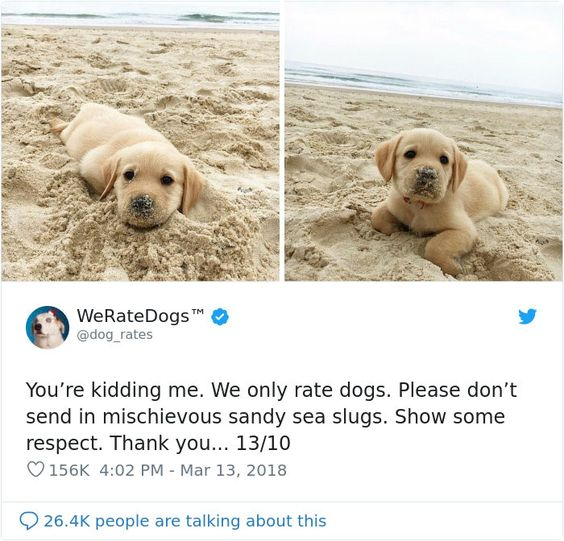 WeRateDogs™
@dog_rates
You’re kidding me. We only rate dogs. Please don’t
send in mischievous sandy sea slugs. Show some
respect. Thank you... 13/10
156K 4:02 PM - Mar 13, 2018
26.4K people are talking about this